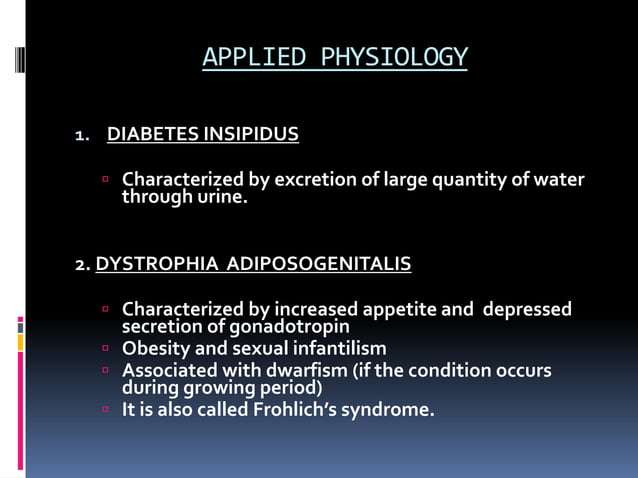 APPLIED PHYSIOLOGY
1. DIABETES INSIPIDUS
Characterized by excretion of large quantity of water
through urine.
2. DYSTROPHIA ADIPOSOGENITALIS
Characterized by increased appetite and depressed
secretion of gonadotropin
Obesity and sexual infantilism
Associated with dwarfism (if the condition occurs
during growing period)
It is also called Frohlich’s syndrome.